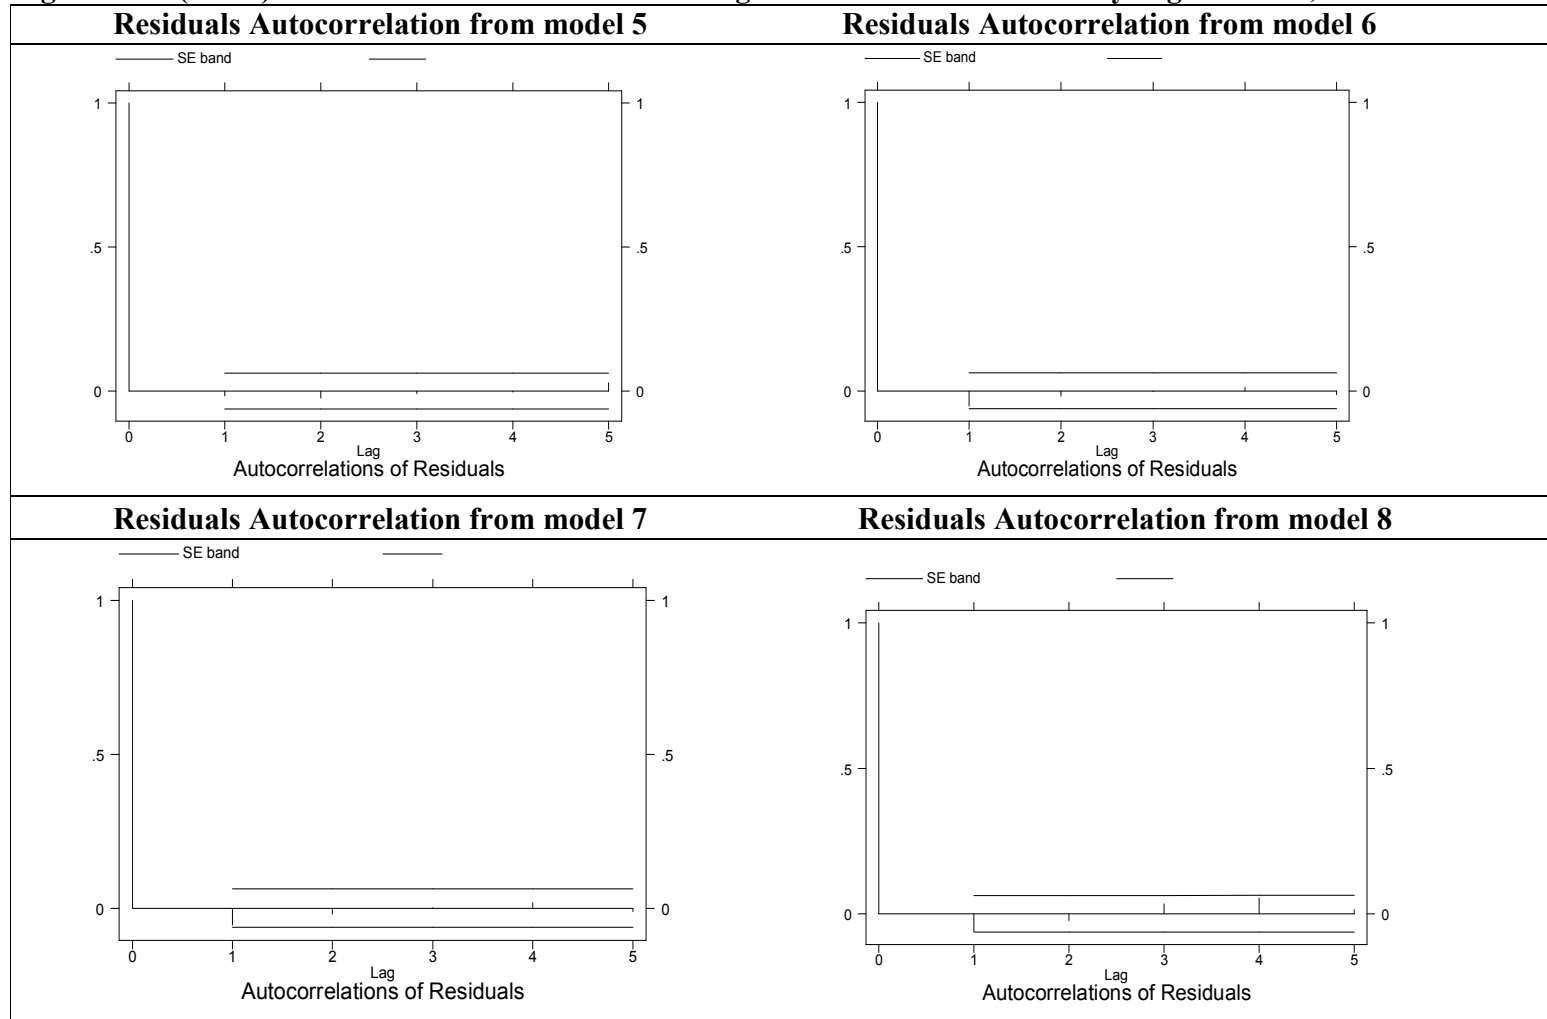 Residuals Autocorrelation from model 5
Residuals Autocorrelation from model 6
SE band
1
1
.5
.5
0
0
0 1 2 3 4 5
Lag
Autocorrelations of Residuals
SE band
1
1
.5
.5
0
0
0 1 2 3 4 5
Lag
Autocorrelations of Residuals
Residuals Autocorrelation from model 7
Residuals Autocorrelation from model 8
SE band
1
1
.5
.5
0
0
0 1 2 3 4 5
Lag
Autocorrelations of Residuals
SE band
1
1
.5
.5
0
0
0 1 2 3 4 5
Lag
Autocorrelations of Residuals